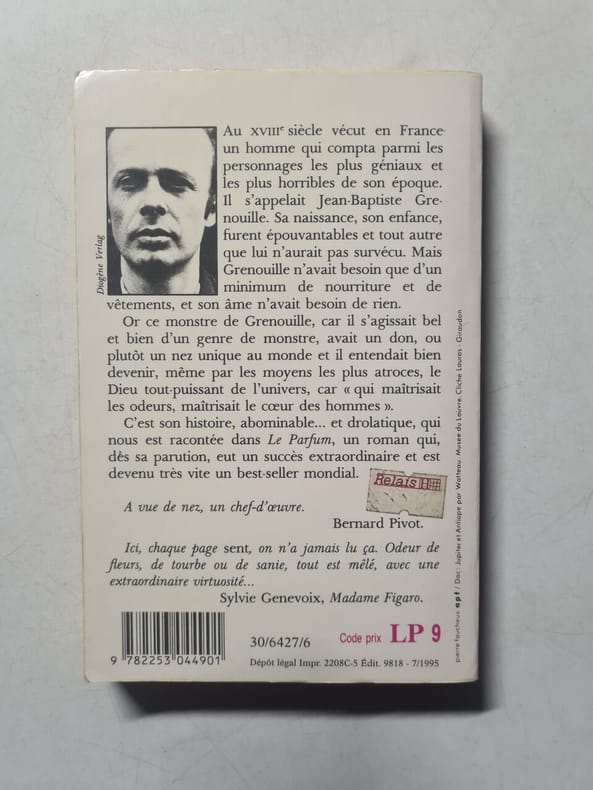 Au XVIIIe siècle vécut en France
un homme qui compta parmi les
personnages les plus géniaux et
les plus horribles de son époque.
Il s'appelait Jean-Baptiste Gre-
nouille. Sa naissance, son enfance,
furent épouvantables et tout autre
que lui n'aurait pas survécu. Mais
Grenouille n'avait besoin que d'un
minimum de nourriture et de
vêtements, et son âme n'avait besoin de rien.
Or ce monstre de Grenouille, car il s'agissait bel
et bien d'un genre de monstre, avait un don, ou
plutôt un nez unique au monde et il entendait bien
devenir, même par les moyens les plus atroces, le
Dieu tout-puissant de l'univers, car « qui maîtrisait
les odeurs, maîtrisait le cœur des hommes ».
C'est son histoire, abominable... et drolatique, qui
nous est racontée dans Le Parfum, un roman qui,
dès sa parution, eut un succès extraordinaire et est
devenu très vite un best-seller mondial.
Diogène Verlag
Relais H
A vue de nez, un chef-d'œuvre.
Bernard Pivot.
Ici, chaque page sent, on n'a jamais lu ça. Odeur de
fleurs, de tourbe ou de sanie, tout est mêlé, avec une
extraordinaire virtuosité...
Sylvie Genevoix, Madame Figaro.
9 782253 044901
30/6427/6
Code prix LP 9
Dépôt légal Impr. 2208C-5 Édit. 9818 - 7/1995
pierre faucheux apf / Doc: Jupiter et Antiope par Watteau. Musée du Louvre. Cliché Lauros - Giraudon